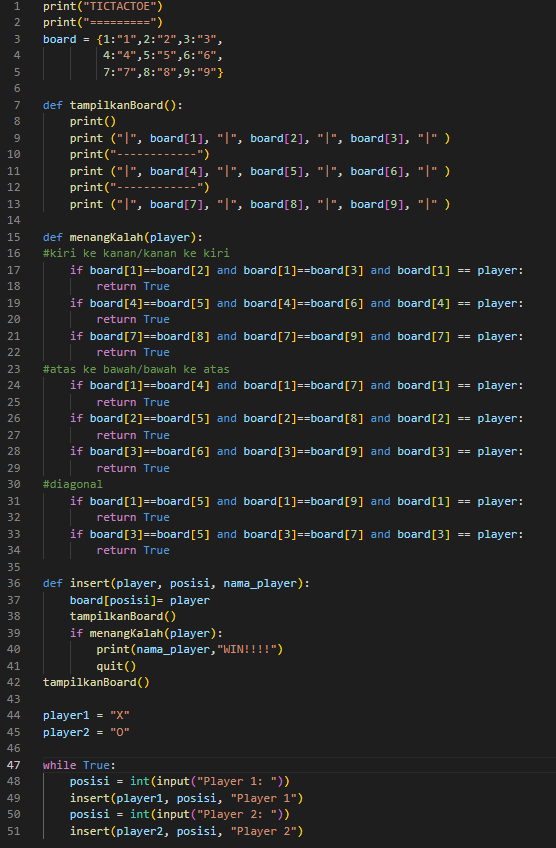 1 print("TICTACTOE")
2 print("=========")
3 board = {1:"1",2:"2",3:"3",
4          4:"4",5:"5",6:"6",
5          7:"7",8:"8",9:"9"}
6
7 def tampilkanBoard():
8     print()
9     print ("|", board[1], "|", board[2], "|", board[3], "|" )
10     print("------------")
11     print ("|", board[4], "|", board[5], "|", board[6], "|" )
12     print("------------")
13     print ("|", board[7], "|", board[8], "|", board[9], "|" )
14
15 def menangKalah(player):
16 #kiri ke kanan/kanan ke kiri
17     if board[1]==board[2] and board[1]==board[3] and board[1] == player:
18         return True
19     if board[4]==board[5] and board[4]==board[6] and board[4] == player:
20         return True
21     if board[7]==board[8] and board[7]==board[9] and board[7] == player:
22         return True
23 #atas ke bawah/bawah ke atas
24     if board[1]==board[4] and board[1]==board[7] and board[1] == player:
25         return True
26     if board[2]==board[5] and board[2]==board[8] and board[2] == player:
27         return True
28     if board[3]==board[6] and board[3]==board[9] and board[3] == player:
29         return True
30 #diagonal
31     if board[1]==board[5] and board[1]==board[9] and board[1] == player:
32         return True
33     if board[3]==board[5] and board[3]==board[7] and board[3] == player:
34         return True
35
36 def insert(player, posisi, nama_player):
37     board[posisi]= player
38     tampilkanBoard()
39     if menangKalah(player):
40         print(nama_player,"WIN!!!!")
41         quit()
42 tampilkanBoard()
43
44 player1 = "X"
45 player2 = "O"
46
47 while True:
48     posisi = int(input("Player 1: "))
49     insert(player1, posisi, "Player 1")
50     posisi = int(input("Player 2: "))
51     insert(player2, posisi, "Player 2")